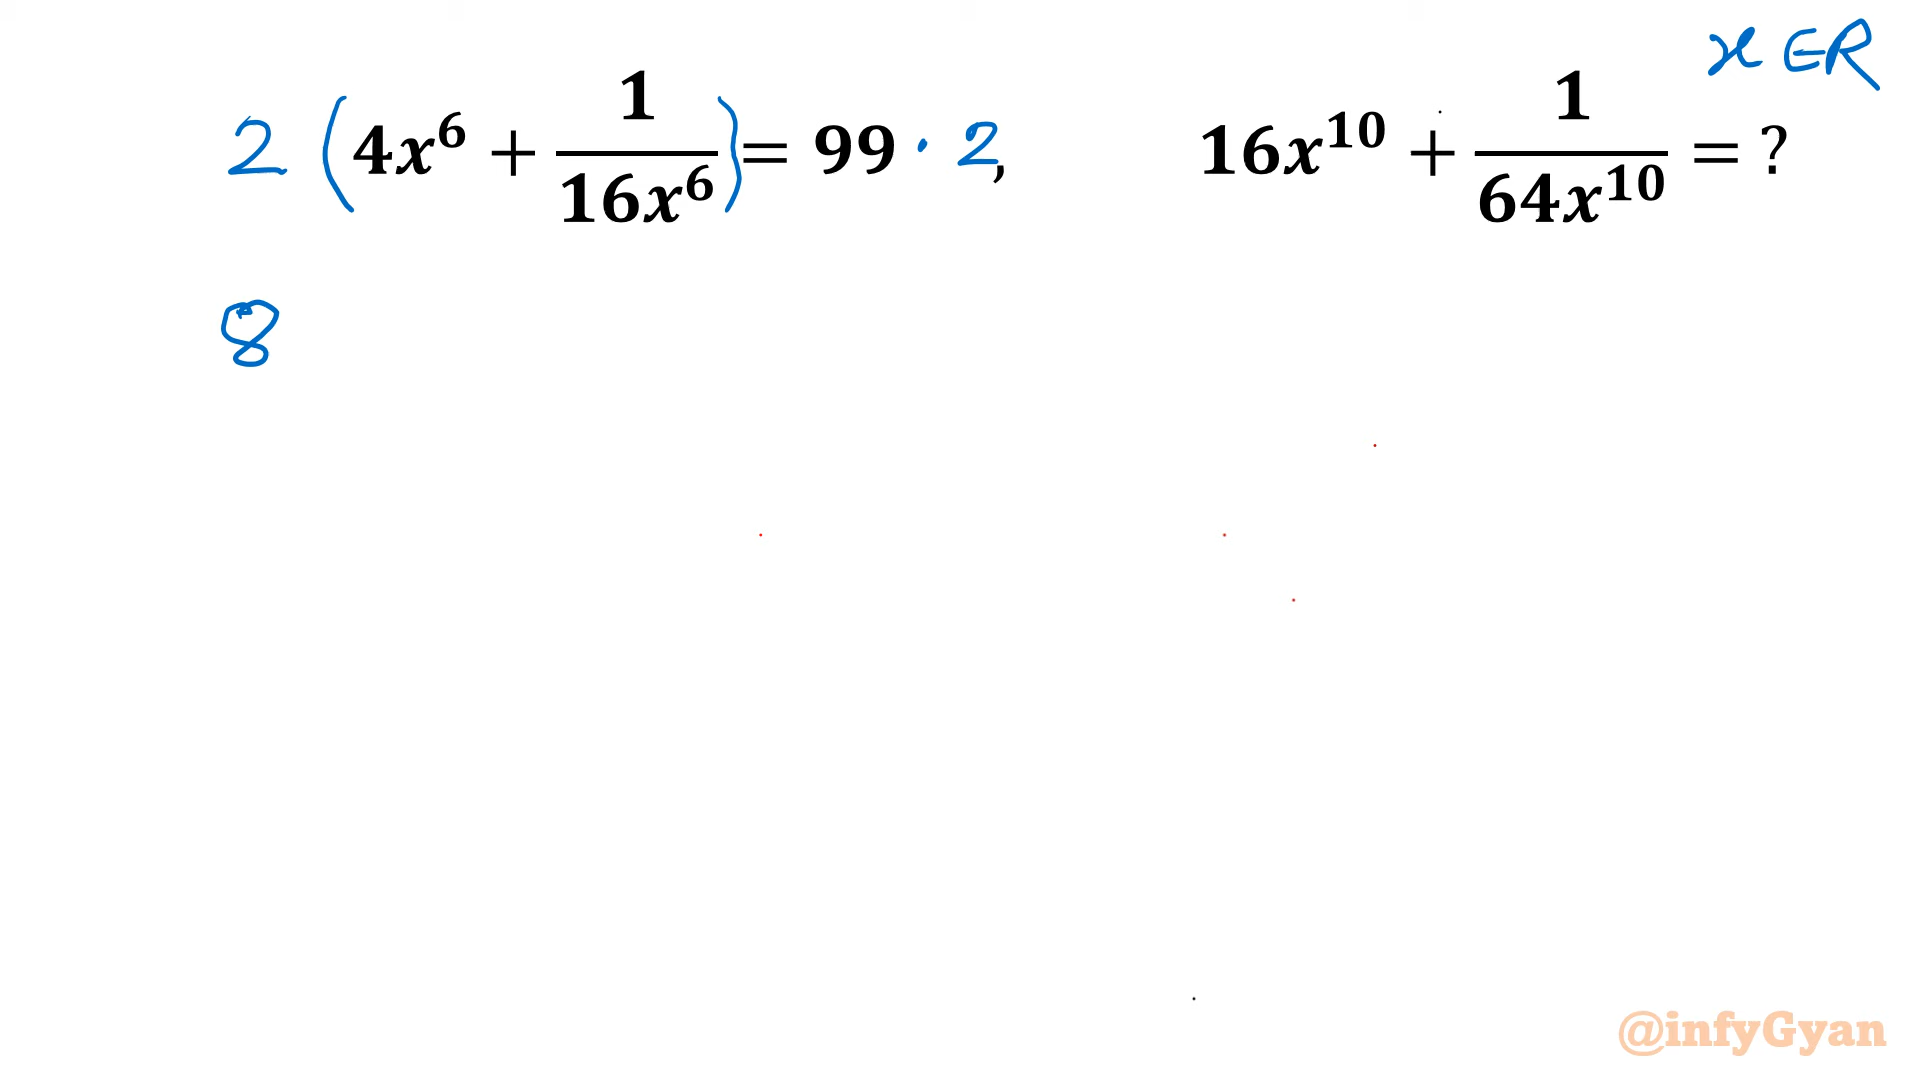 x ∈ R
2 (4x⁶ + 1/(16x⁶)) = 99 · 2, 16x¹⁰ + 1/(64x¹⁰) = ?
8
@infyGyan